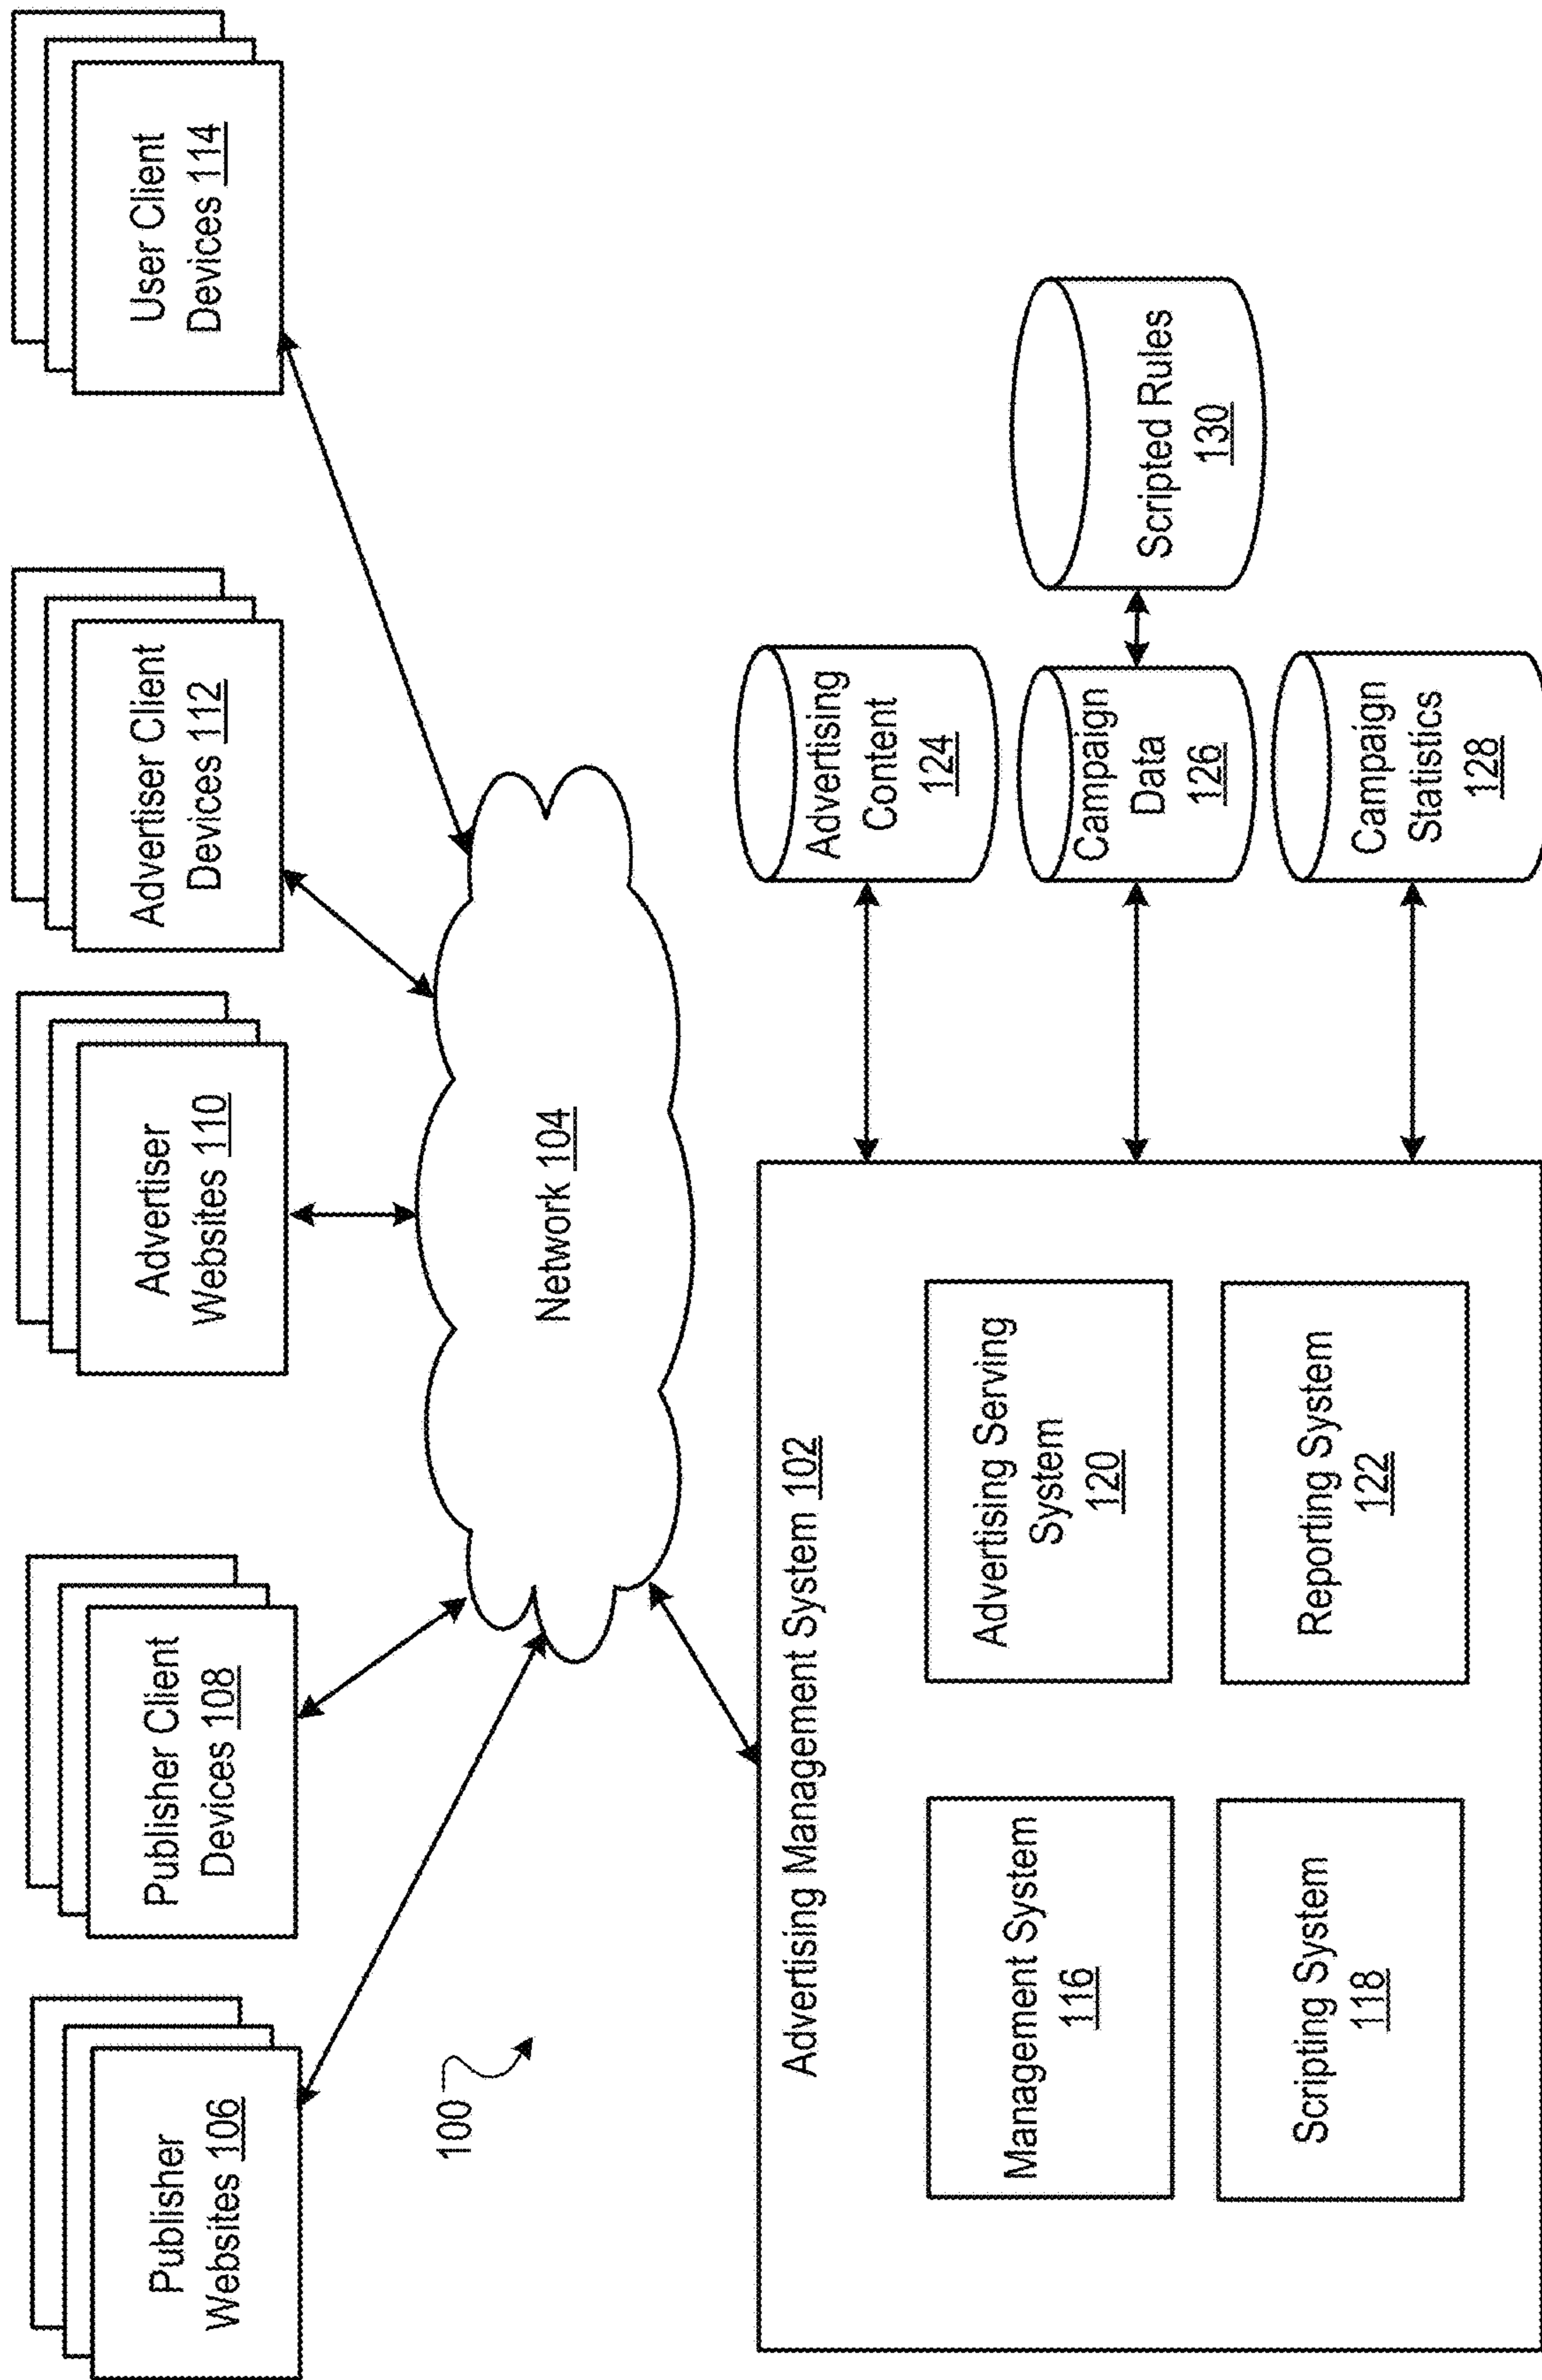 Publisher
Websites 106
Publisher Client
Devices 108
Advertiser
Websites 110
Advertiser Client
Devices 112
User Client
Devices 114
100
Network 104
Advertising Management System 102
Management System
116
Advertising Serving
System
120
Scripting System
118
Reporting System
122
Advertising
Content
124
Campaign
Data
126
Campaign
Statistics
128
Scripted Rules
130